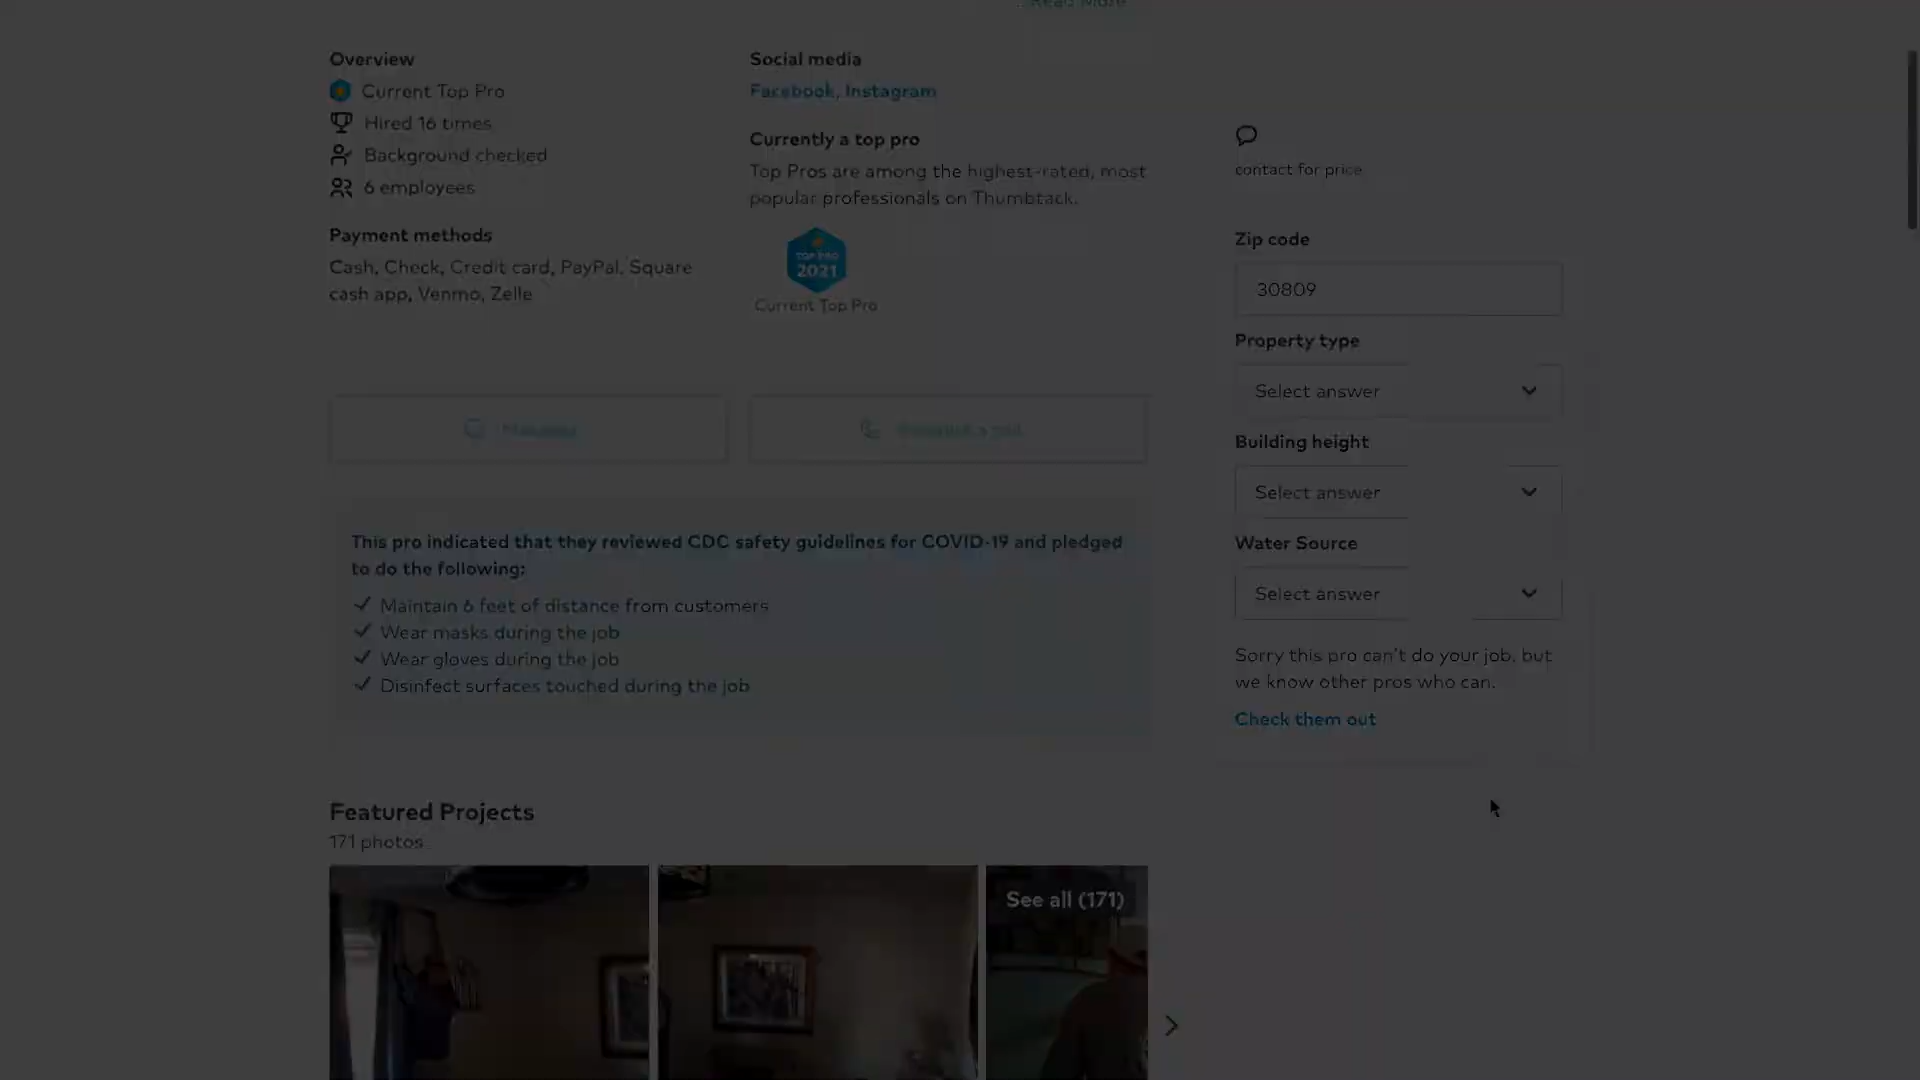 Read More
Overview
Current Top Pro
Hired 16 times
Background checked
6 employees
Payment methods
Cash, Check, Credit card, PayPal, Square
cash app, Venmo, Zelle
Social media
Facebook, Instagram
Currently a top pro
Top Pros are among the highest-rated, most
popular professionals on Thumbtack.
TOP PRO
2021
Current Top Pro
Message
This pro indicated that they reviewed CDC safety guidelines for COVID-19 and pledged
to do the following:
Maintain 6 feet of distance from customers
Wear masks during the job
Wear gloves during the job
Disinfect surfaces touched during the job
Featured Projects
171 photos
See all (171)
contact for price
Zip code
30809
Property type
Select answer
Building height
Select answer
Water Source
Select answer
Sorry this pro can't do your job, but
we know other pros who can.
Check them out